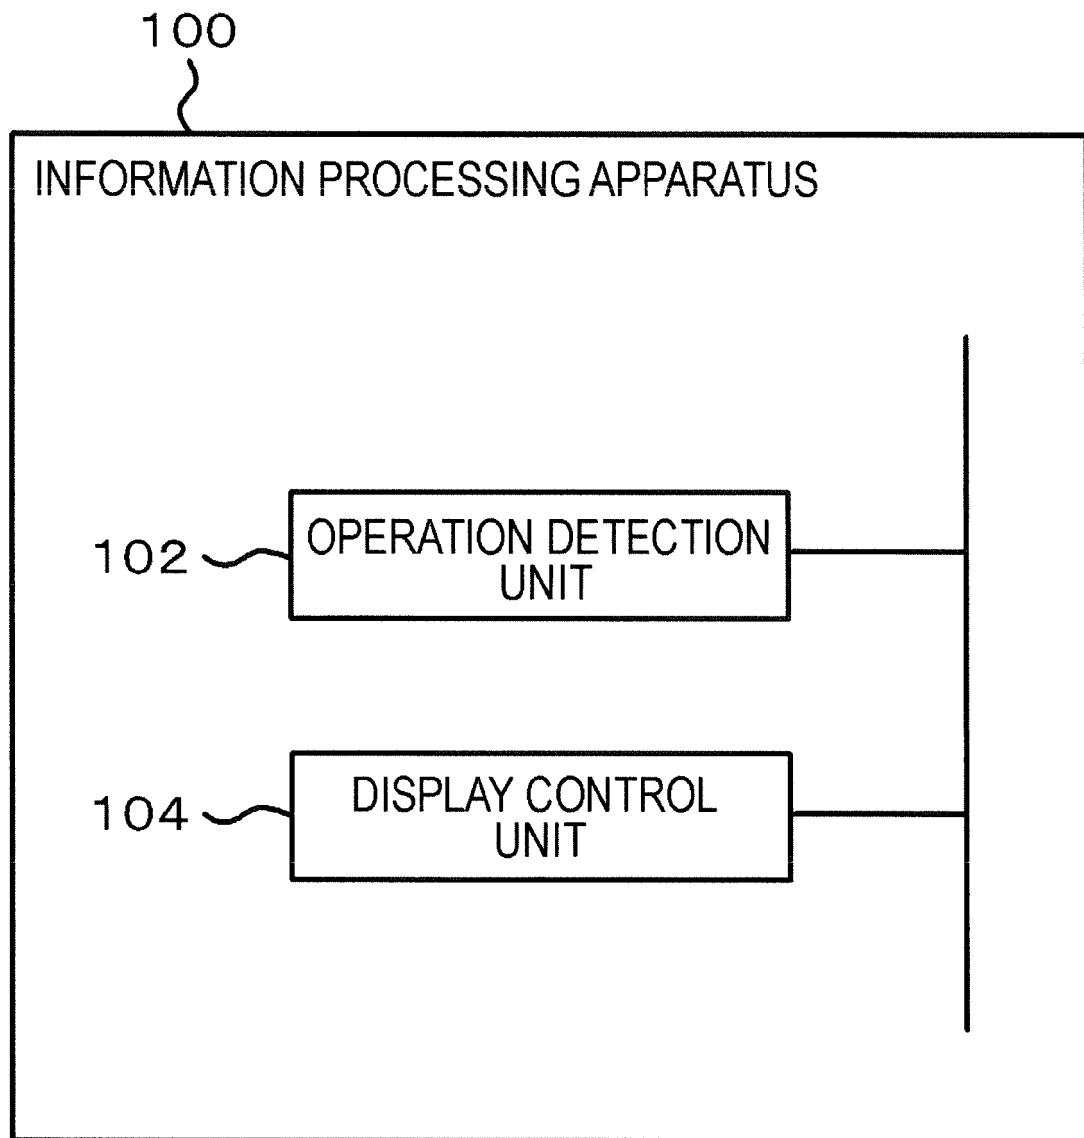 100
INFORMATION PROCESSING APPARATUS
102
OPERATION DETECTION
UNIT
104
DISPLAY CONTROL
UNIT